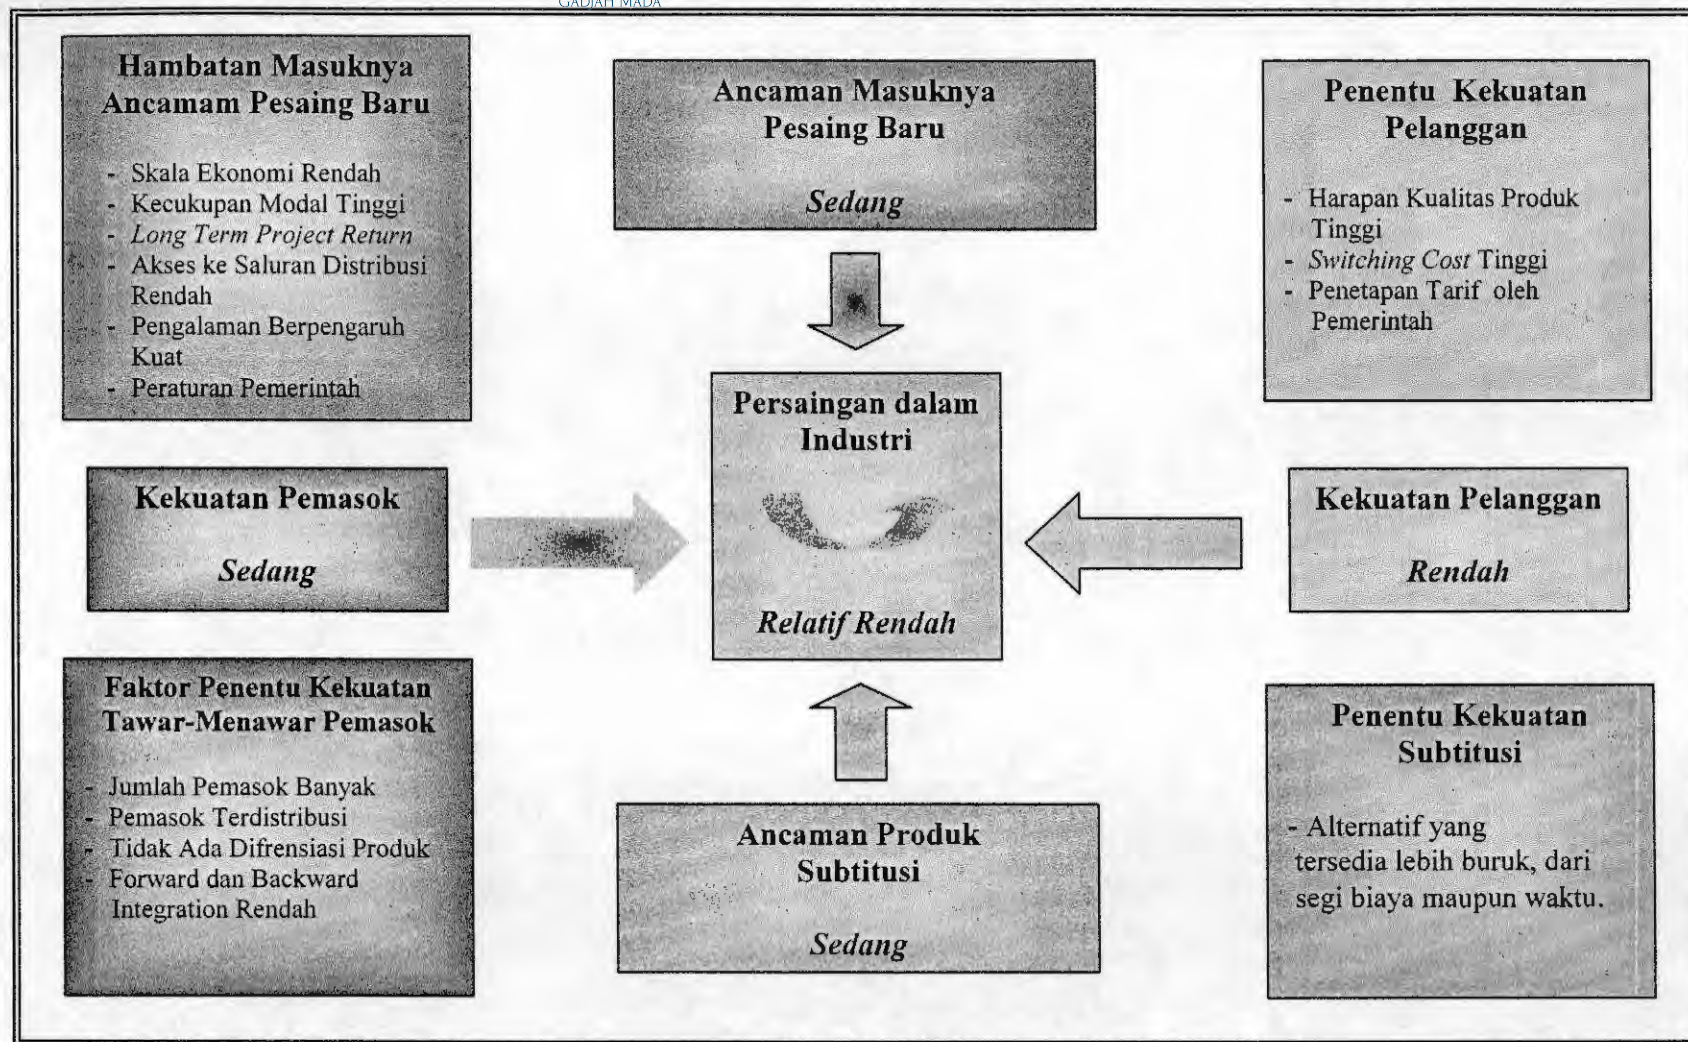 GADJAH MADA
Hambatan Masuknya
Ancamam Pesaing Baru
- Skala Ekonomi Rendah
- Kecukupan Modal Tinggi
- Long Term Project Return
- Akses ke Saluran Distribusi
Rendah
- Pengalaman Berpengaruh
Kuat
- Peraturan Pemerintah
Ancaman Masuknya
Pesaing Baru
Sedang
Penentu Kekuatan
Pelanggan
- Harapan Kualitas Produk
Tinggi
- Switching Cost Tinggi
- Penetapan Tarif oleh
Pemerintah
Kekuatan Pemasok
Sedang
Persaingan dalam
Industri
Relatif Rendah
Kekuatan Pelanggan
Rendah
Faktor Penentu Kekuatan
Tawar-Menawar Pemasok
- Jumlah Pemasok Banyak
- Pemasok Terdistribusi
- Tidak Ada Difrensiasi Produk
- Forward dan Backward
Integration Rendah
Ancaman Produk
Subtitusi
Sedang
Penentu Kekuatan
Subtitusi
- Alternatif yang
tersedia lebih buruk, dari
segi biaya maupun waktu.